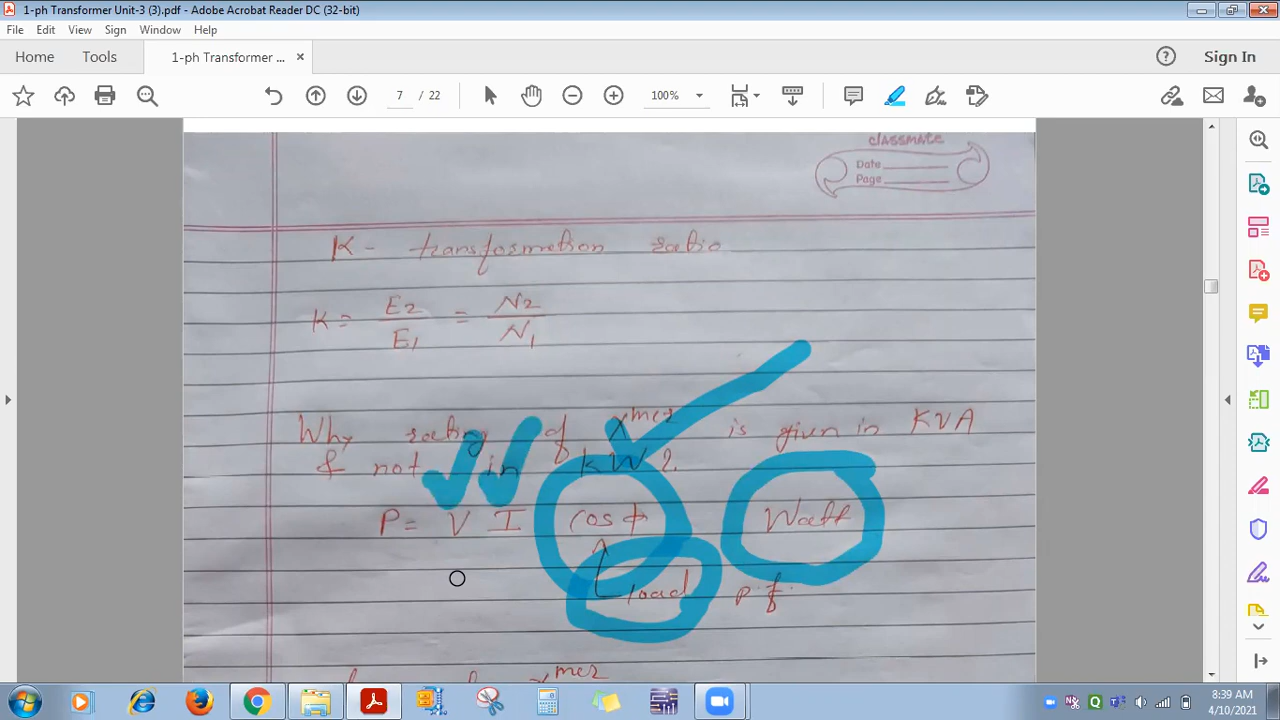 1-ph Transformer Unit-3 (3).pdf - Adobe Acrobat Reader DC (32-bit)
File Edit View Sign Window Help
Home Tools 1-ph Transformer ... × Sign In
7 / 22 100%
classmate
Date
Page
K - transformation ratio
K = E2/E1 = N2/N1
Why rating of Xmer is given in KVA
& not in kW?
P = V I Cos ϕ Watt
load p.f.
Xmer
8:39 AM
4/10/2021